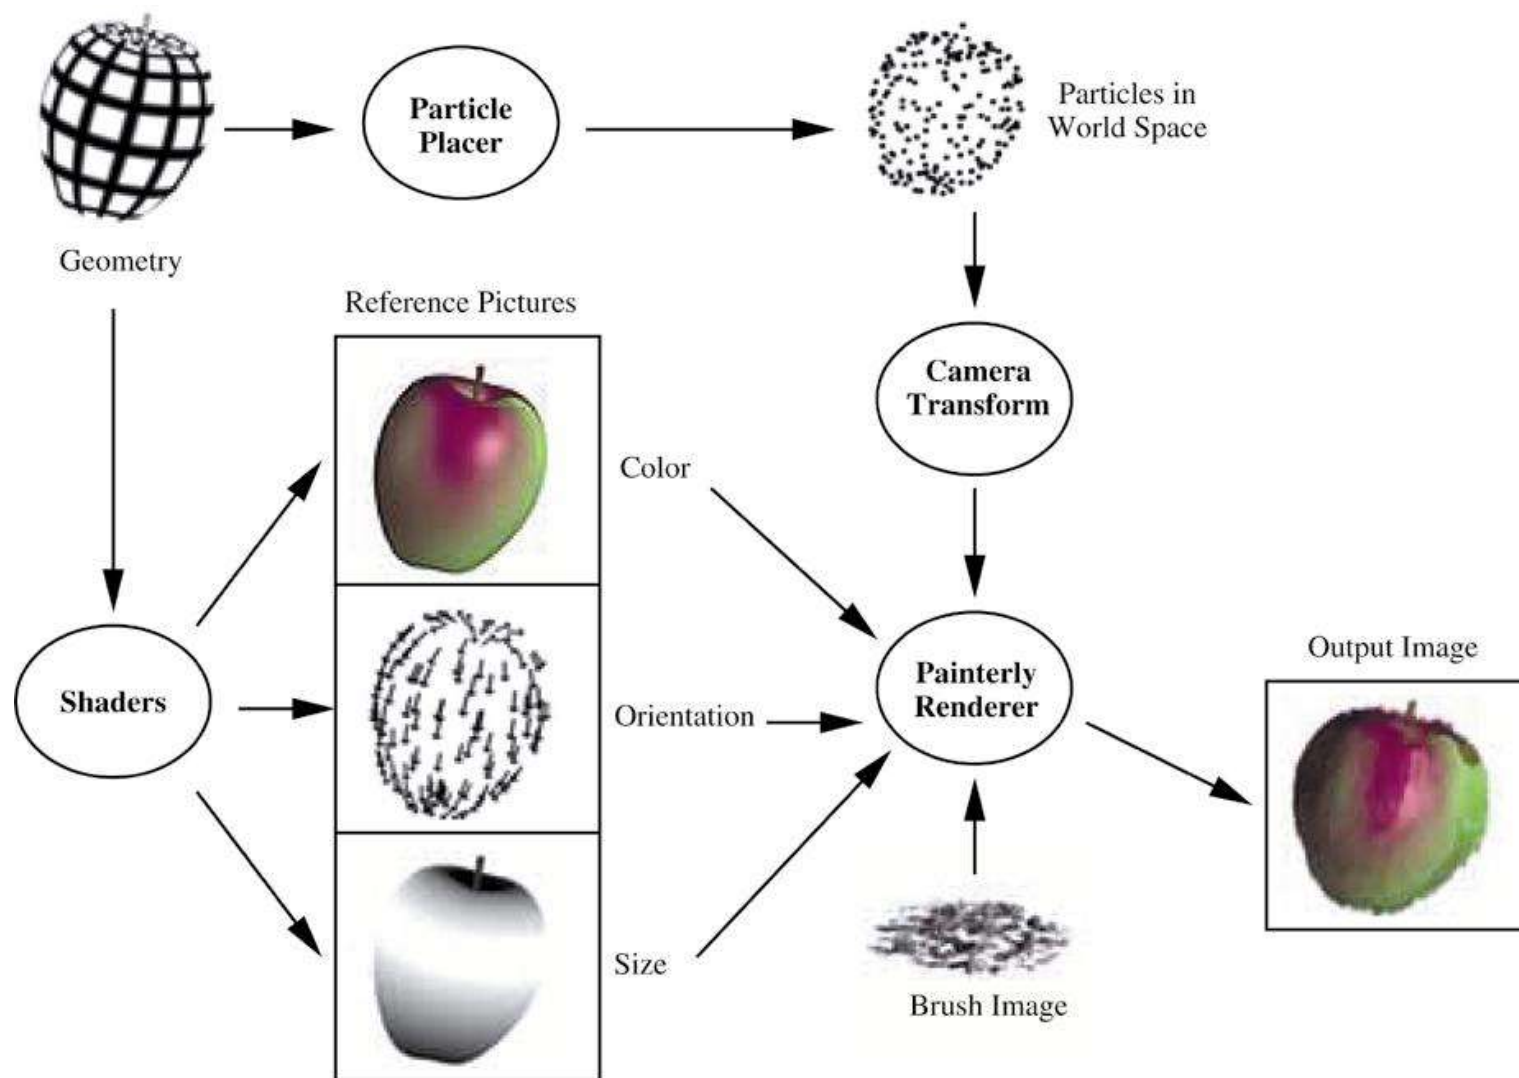 Particle
Placer
Particles in
World Space
Geometry
Reference Pictures
Camera
Transform
Color
Shaders
Orientation
Painterly
Renderer
Output Image
Size
Brush Image